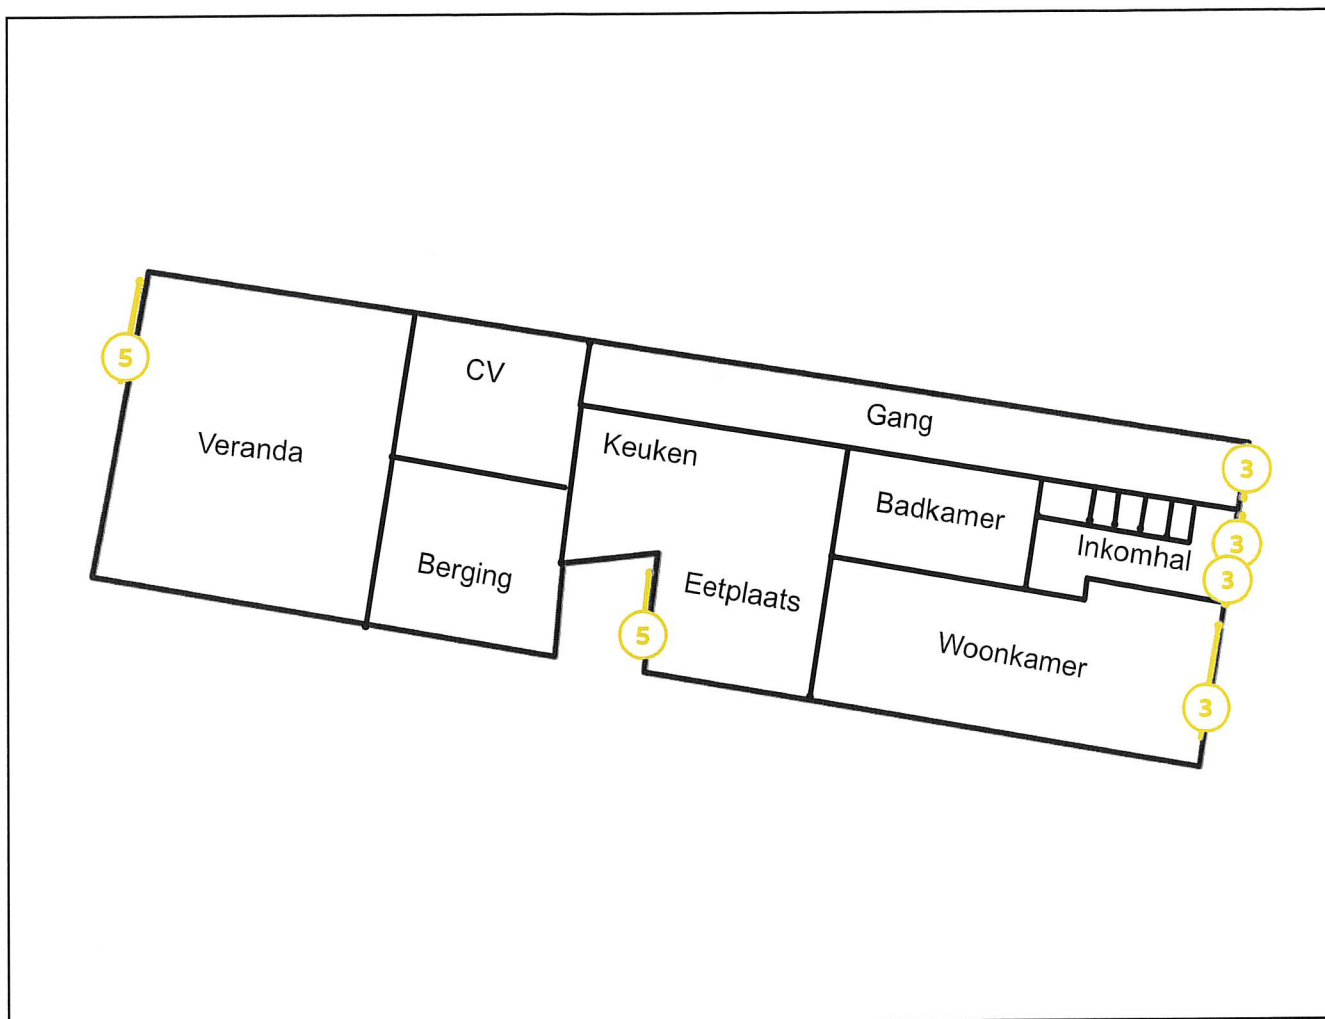 CV
Gang
3
5
Veranda
Keuken
Badkamer
3
Inkomhal
3
Berging
Eetplaats
5
Woonkamer
3